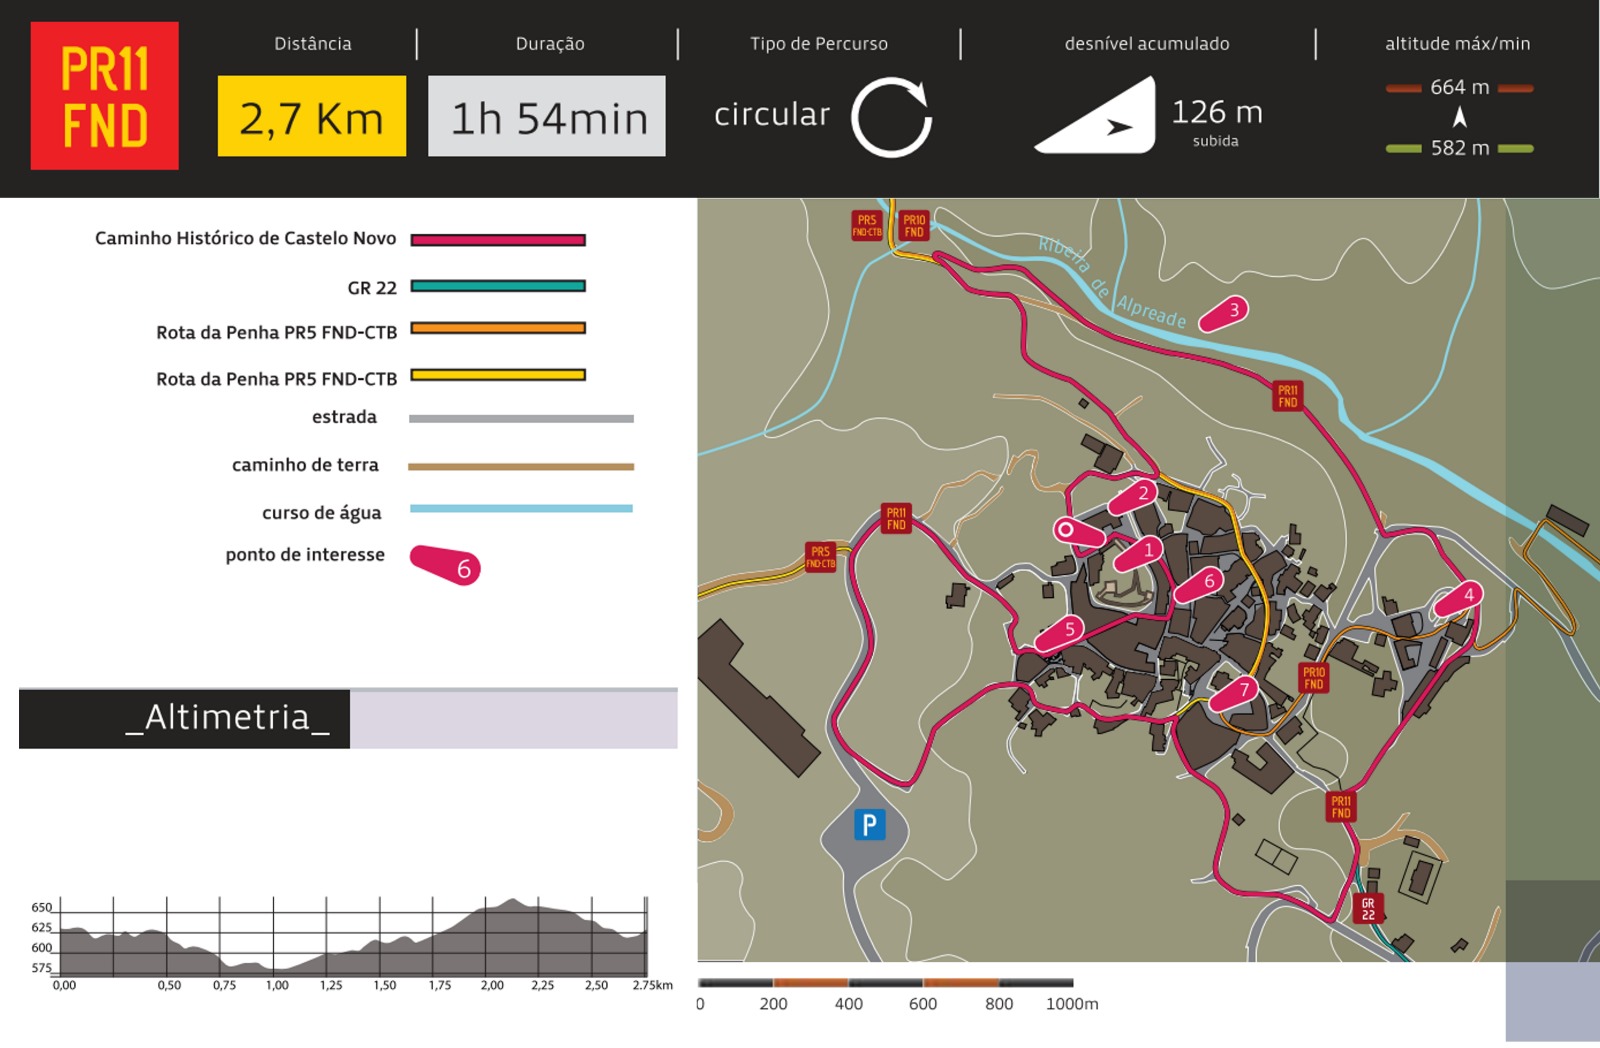 PR11
FND
Distância
2,7 Km
Duração
1h 54min
Tipo de Percurso
circular
desnível acumulado
126 m
subida
altitude máx/min
664 m
582 m
Caminho Histórico de Castelo Novo
GR 22
Rota da Penha PR5 FND-CTB
Rota da Penha PR5 FND-CTB
estrada
caminho de terra
curso de água
ponto de interesse
6
_Altimetria_
650
625
600
575
0,00
0,50
0,75
1,00
1,25
1,50
1,75
2,00
2,25
2,50
2.75km
PR5
FND-CTB
PR10
FND
Ribeira de Alpreade
3
PR11
FND
2
PR11
FND
1
PR5
FND-CTB
6
4
5
PR10
FND
7
PR11
FND
P
GR
22
0
200
400
600
800
1000m